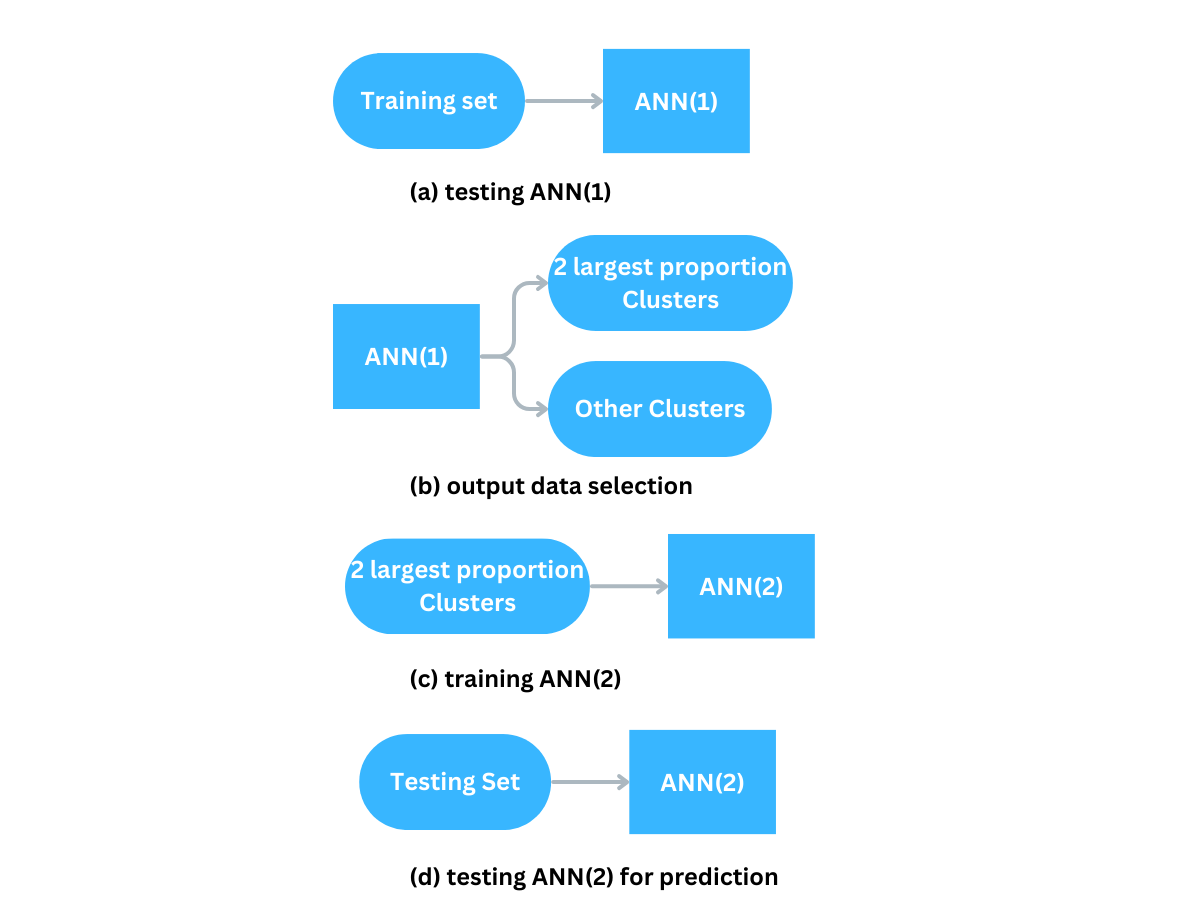 Training set
ANN(1)
(a) testing ANN(1)
2 largest proportion
Clusters
ANN(1)
Other Clusters
(b) output data selection
2 largest proportion
Clusters
ANN(2)
(c) training ANN(2)
Testing Set
ANN(2)
(d) testing ANN(2) for prediction